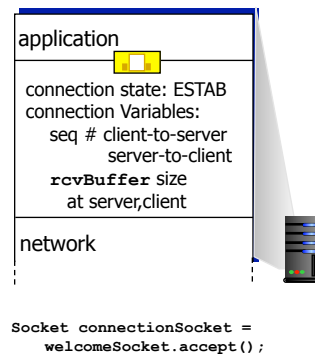 application
connection state: ESTAB
connection Variables:
seq # client-to-server
server-to-client
rcvBuffer size
at server,client
network
Socket connectionSocket =
welcomeSocket.accept();